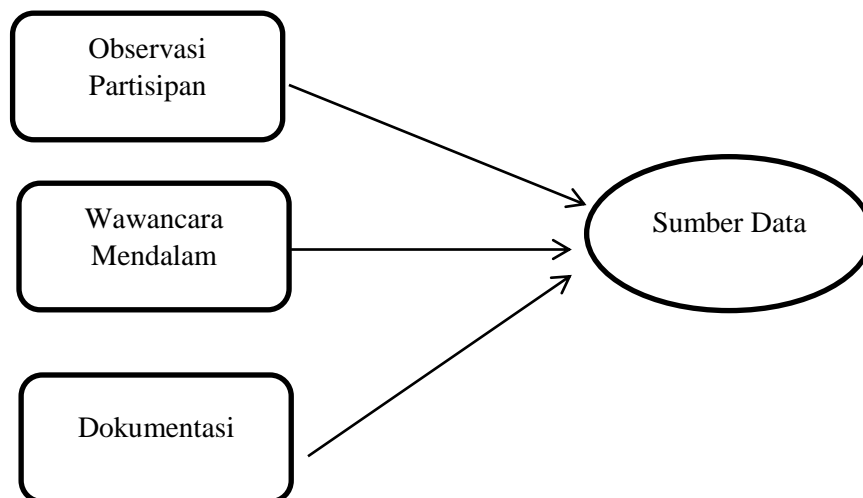 Observasi
Partisipan
Wawancara
Mendalam
Sumber Data
Dokumentasi